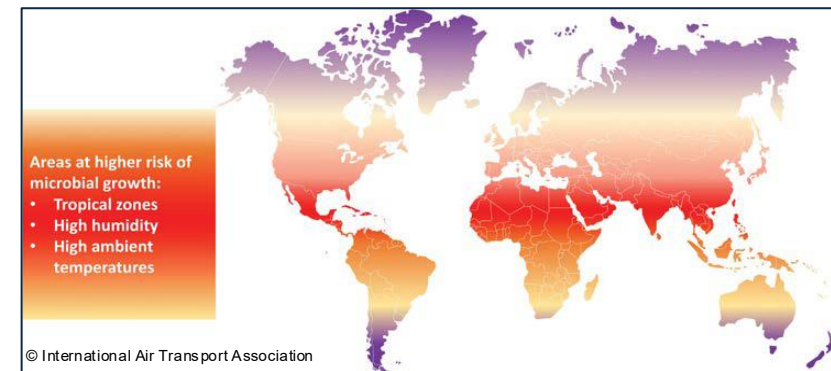 Areas at higher risk of
microbial growth:
• Tropical zones
• High humidity
• High ambient
temperatures
© International Air Transport Association